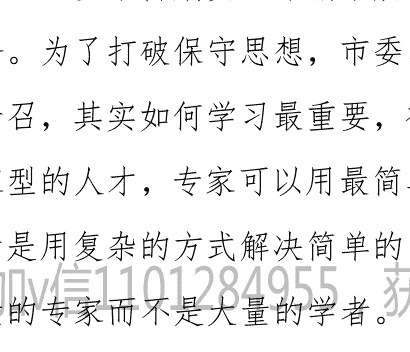 。为了打破保守思想，市委
召，其实如何学习最重要，
型的人才，专家可以用最简
是用复杂的方式解决简单的
加v信1101284955 获
的专家而不是大量的学者。